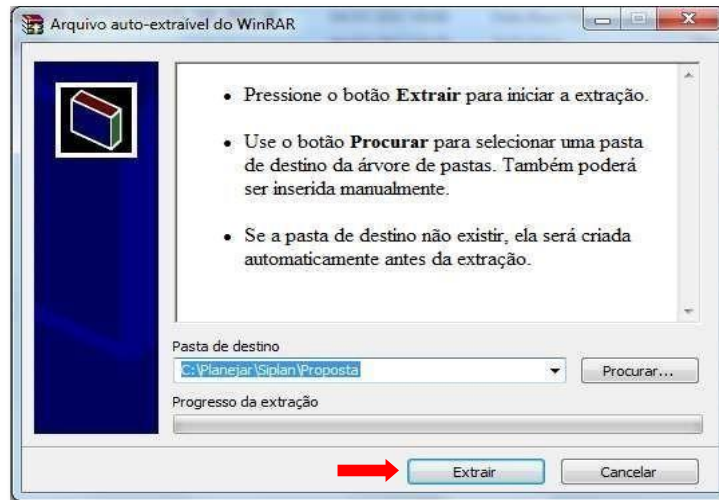 Arquivo auto-extraível do WinRAR
• Pressione o botão Extrair para iniciar a extração.
• Use o botão Procurar para selecionar uma pasta
de destino da árvore de pastas. Também poderá
ser inserida manualmente.
• Se a pasta de destino não existir, ela será criada
automaticamente antes da extração.
Pasta de destino
C:\Planejar\Siplan\Proposta
Procurar...
Progresso da extração
Extrair
Cancelar